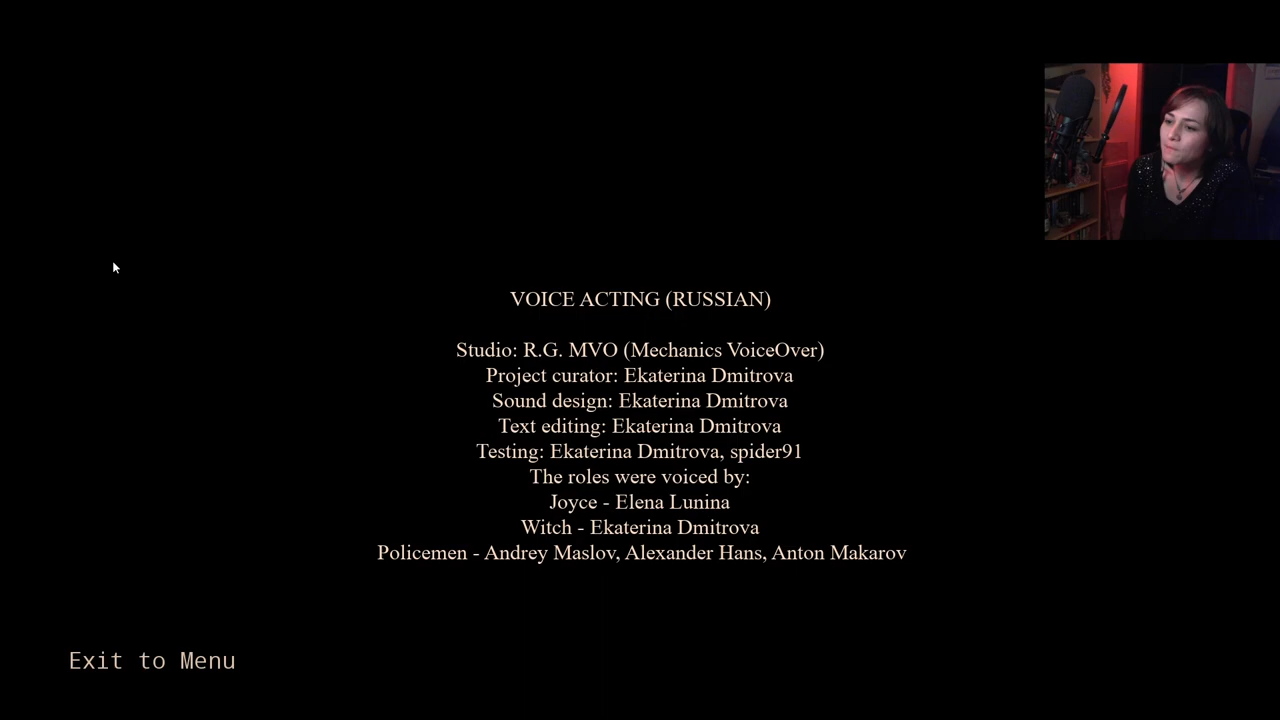 VOICE ACTING (RUSSIAN)
Studio: R.G. MVO (Mechanics VoiceOver)
Project curator: Ekaterina Dmitrova
Sound design: Ekaterina Dmitrova
Text editing: Ekaterina Dmitrova
Testing: Ekaterina Dmitrova, spider91
The roles were voiced by:
Joyce - Elena Lunina
Witch - Ekaterina Dmitrova
Policemen - Andrey Maslov, Alexander Hans, Anton Makarov
Exit to Menu